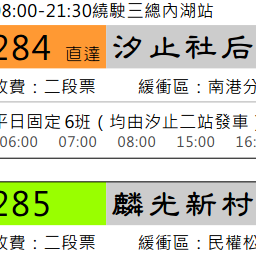 08:00-21:30繞駛三總內湖站
284 直達 汐止社后
收費：二段票 緩衝區：南港分
平日固定6班（均由汐止二站發車）
06:00 07:00 08:00 15:00 16:
285 麟光新村
收費：二段票 緩衝區：民權松